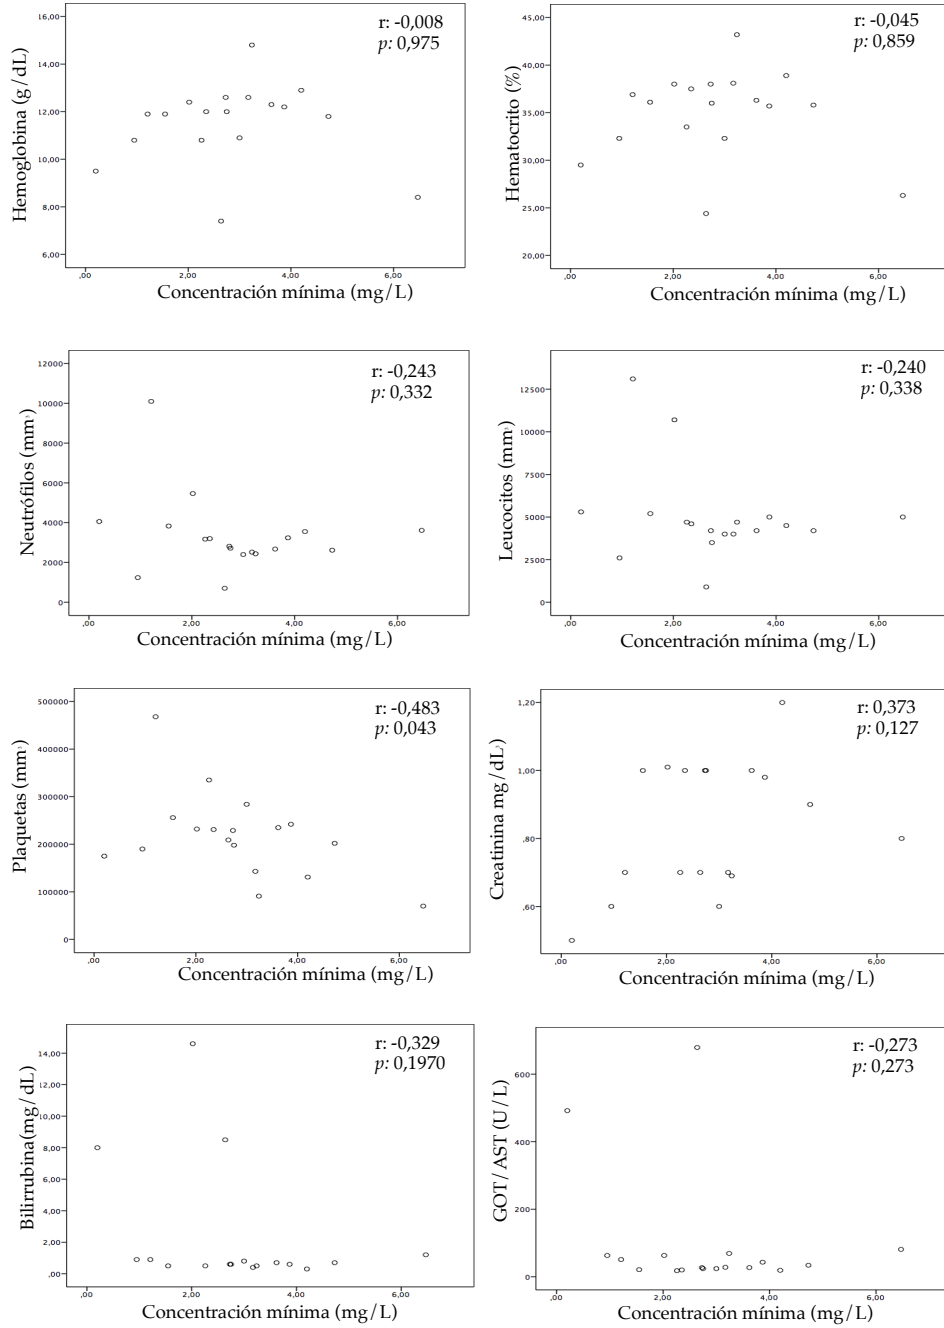 16,00
14,00
12,00
10,00
8,00
6,00
Hemoglobina (g/dL)
r: -0,008
p: 0,975
,00 2,00 4,00 6,00
Concentración mínima (mg/L)
45,00
40,00
35,00
30,00
25,00
20,00
Hematocrito (%)
r: -0,045
p: 0,859
,00 2,00 4,00 6,00
Concentración mínima (mg/L)
12000
10000
8000
6000
4000
2000
0
Neutrófilos (mm³)
r: -0,243
p: 0,332
,00 2,00 4,00 6,00
Concentración mínima (mg/L)
12500
10000
7500
5000
2500
0
Leucocitos (mm³)
r: -0,240
p: 0,338
,00 2,00 4,00 6,00
Concentración mínima (mg/L)
500000
400000
300000
200000
100000
0
Plaquetas (mm³)
r: -0,483
p: 0,043
,00 2,00 4,00 6,00
Concentración mínima (mg/L)
1,20
1,00
,80
,60
Creatinina mg/dL³
r: 0,373
p: 0,127
,00 2,00 4,00 6,00
Concentración mínima (mg/L)
14,00
12,00
10,00
8,00
6,00
4,00
2,00
,00
Bilirrubina(mg/dL)
r: -0,329
p: 0,1970
,00 2,00 4,00 6,00
Concentración mínima (mg/L)
600
400
200
0
GOT/AST (U/L)
r: -0,273
p: 0,273
,00 2,00 4,00 6,00
Concentración mínima (mg/L)